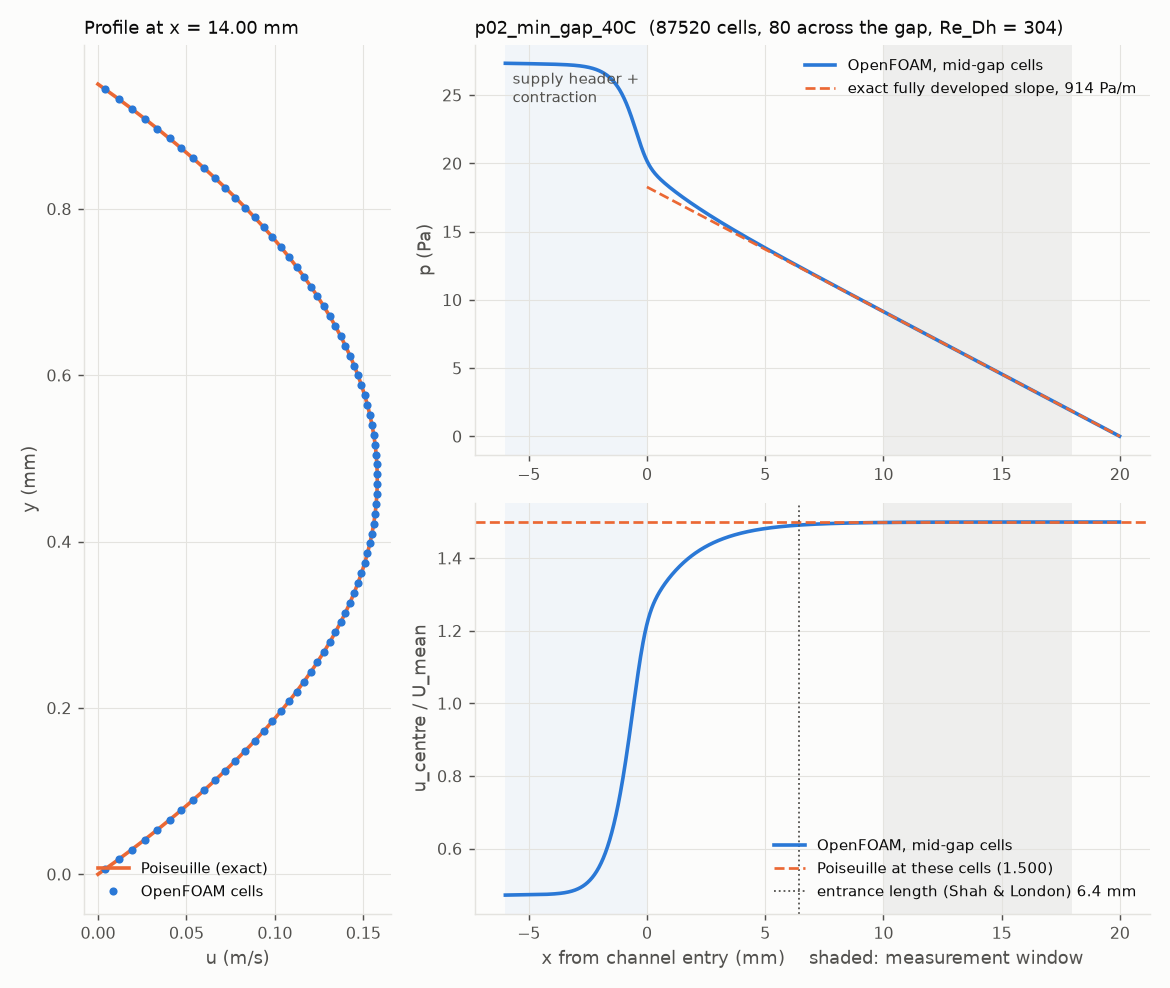 Profile at x = 14.00 mm
0.8
0.6
0.4
0.2
0.0
y (mm)
0.00
0.05
0.10
0.15
u (m/s)
Poiseuille (exact)
OpenFOAM cells
p02_min_gap_40C (87520 cells, 80 across the gap, Re_Dh = 304)
supply header +
contraction
OpenFOAM, mid-gap cells
exact fully developed slope, 914 Pa/m
25
20
15
10
5
0
p (Pa)
−5
0
5
10
15
20
1.4
1.2
1.0
0.8
0.6
u_centre / U_mean
OpenFOAM, mid-gap cells
Poiseuille at these cells (1.500)
entrance length (Shah & London) 6.4 mm
−5
0
5
10
15
20
x from channel entry (mm) shaded: measurement window